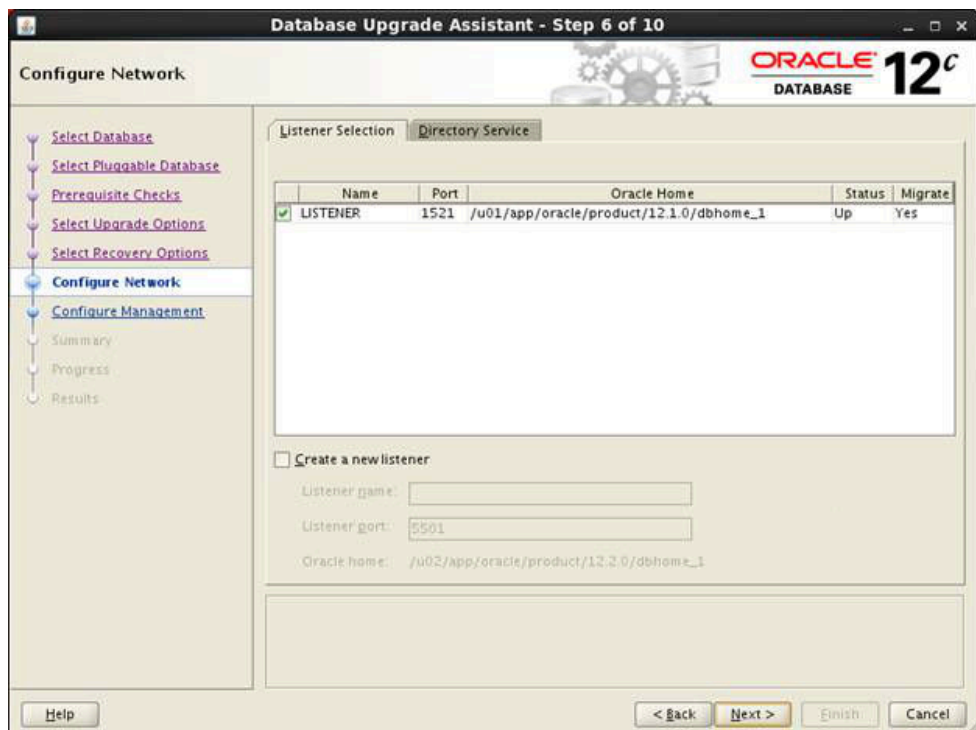 Database Upgrade Assistant - Step 6 of 10
Configure Network
ORACLE
DATABASE
12c
Select Database
Select Pluggable Database
Prerequisite Checks
Select Upgrade Options
Select Recovery Options
Configure Network
Configure Management
Summary
Progress
Results
Listener Selection Directory Service
Name Port Oracle Home Status Migrate
LISTENER 1521 /u01/app/oracle/product/12.1.0/dbhome_1 Up Yes
Create a new listener
Listener name:
Listener port: 5501
Oracle home: /u02/app/oracle/product/12.2.0/dbhome_1
Help < Back Next > Finish Cancel